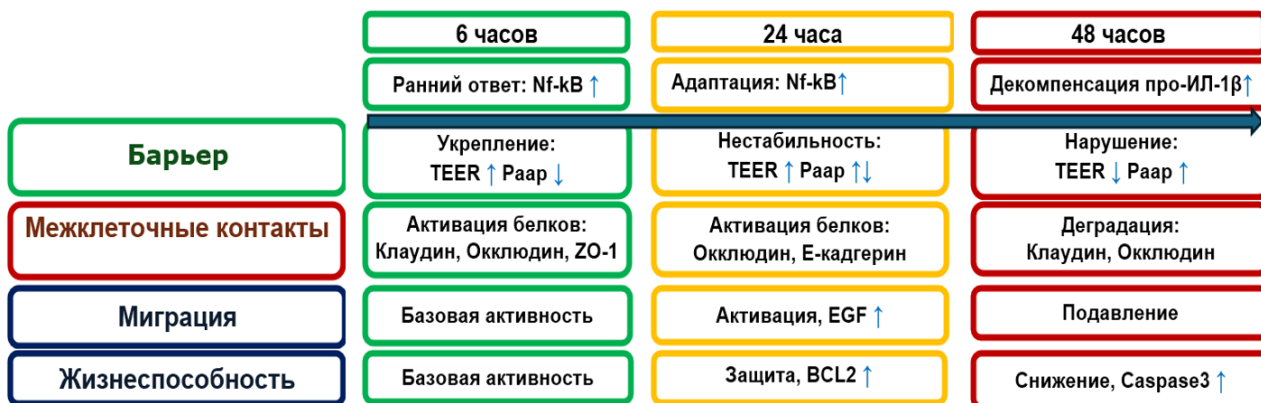 6 часов
24 часа
48 часов
Ранний ответ: Nf-kB ↑
Адаптация: Nf-kB↑
Декомпенсация про-ИЛ-1β↑
Барьер
Укрепление:
TEER ↑ Paap ↓
Нестабильность:
TEER ↑ Paap ↑↓
Нарушение:
TEER ↓ Paap ↑
Межклеточные контакты
Активация белков:
Клаудин, Окклюдин, ZO-1
Активация белков:
Окклюдин, Е-кадгерин
Деградация:
Клаудин, Окклюдин
Миграция
Базовая активность
Активация, EGF ↑
Подавление
Жизнеспособность
Базовая активность
Защита, BCL2 ↑
Снижение, Caspase3 ↑